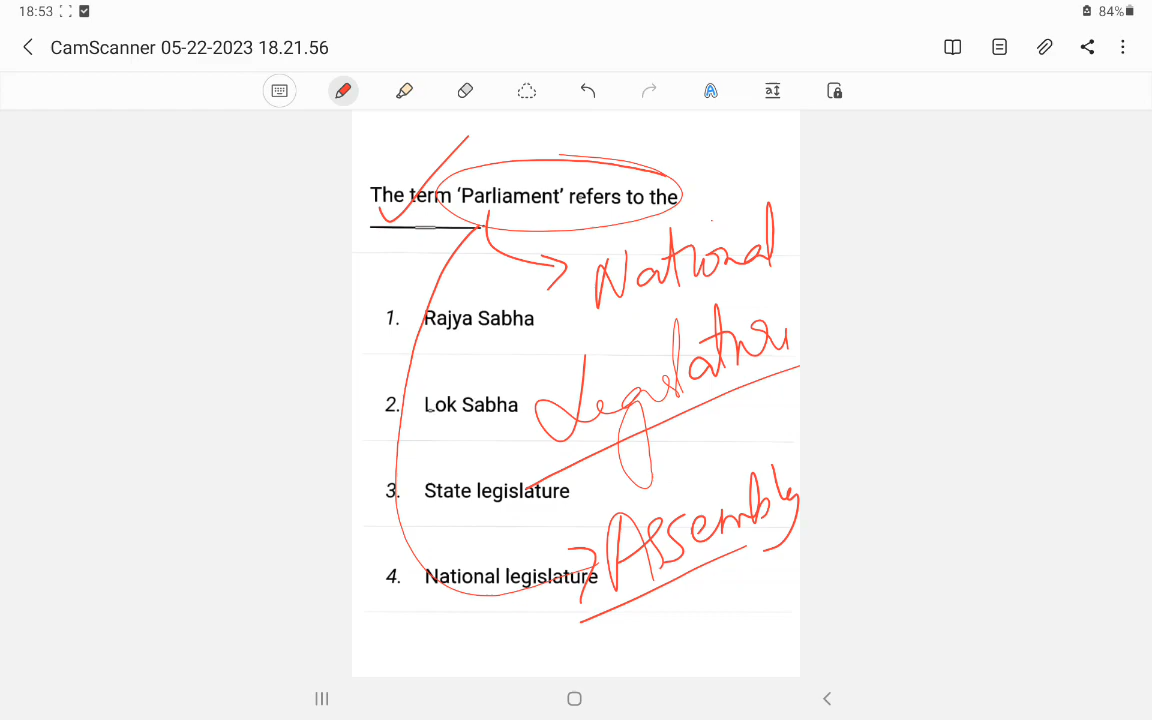 18:53 84%
CamScanner 05-22-2023 18.21.56
The term ‘Parliament’ refers to the
National
1. Rajya Sabha
Legislature
2. Lok Sabha
3. State legislature
Assembly
4. National legislature